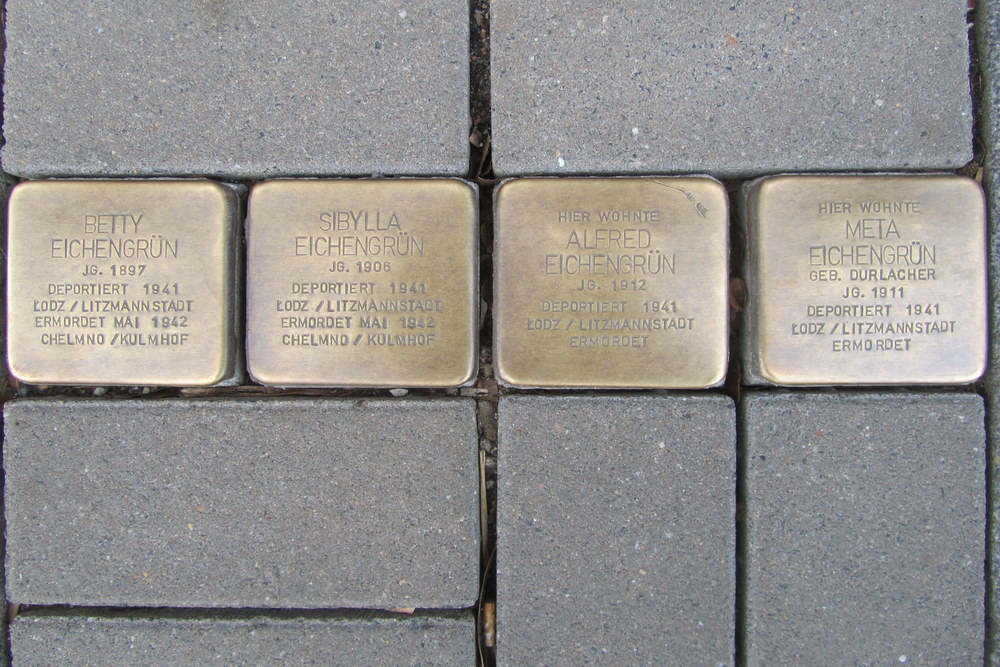 BETTY
EICHENGRÜN
JG. 1897
DEPORTIERT 1941
ŁODZ / LITZMANNSTADT
ERMORDET MAI 1942
CHELMNO / KULMHOF
SIBYLLA
EICHENGRÜN
JG. 1906
DEPORTIERT 1941
ŁODZ / LITZMANNSTADT
ERMORDET MAI 1942
CHELMNO / KULMHOF
HIER WOHNTE
ALFRED
EICHENGRÜN
JG. 1912
DEPORTIERT 1941
ŁODZ / LITZMANNSTADT
ERMORDET
HIER WOHNTE
META
EICHENGRÜN
GEB. DURLACHER
JG. 1911
DEPORTIERT 1941
ŁODZ / LITZMANNSTADT
ERMORDET